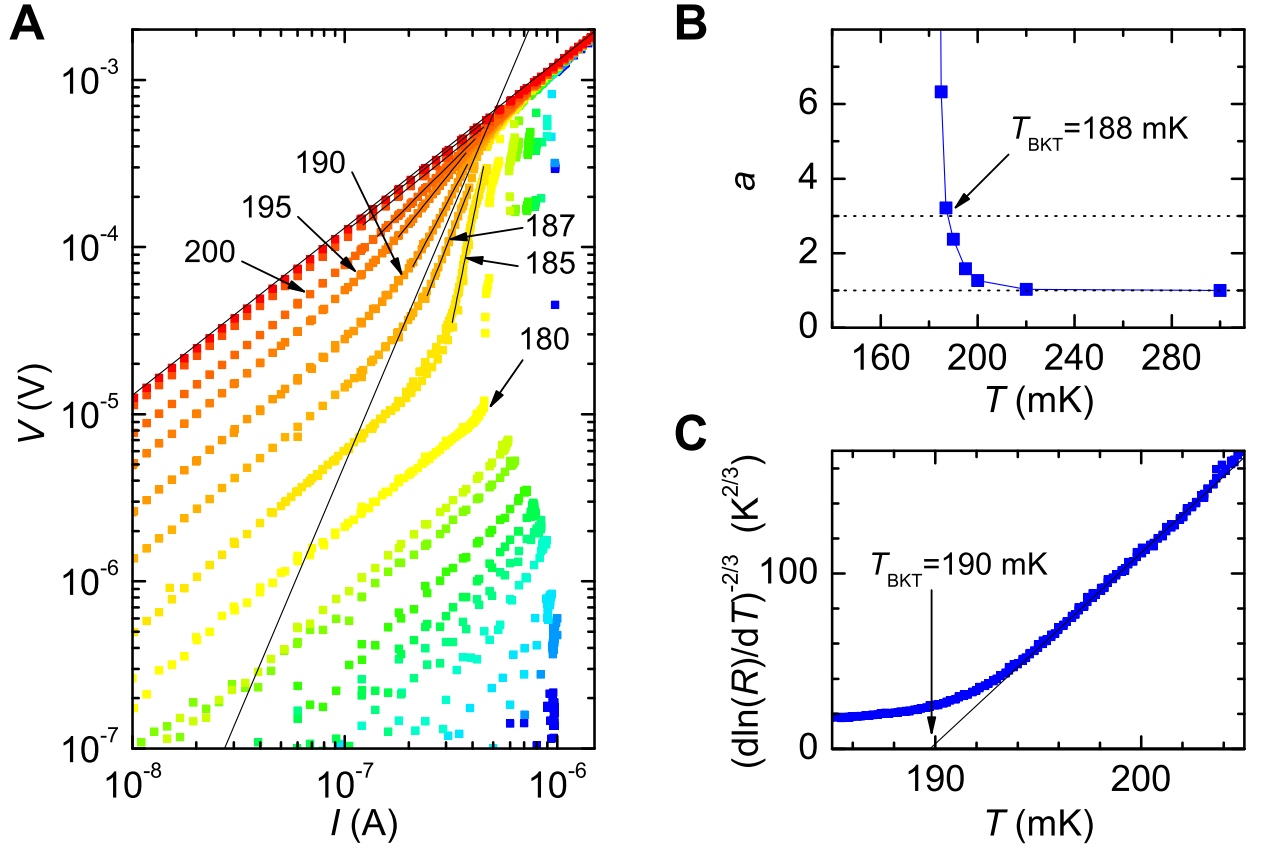 A
V (V)
10⁻³
10⁻⁴
10⁻⁵
10⁻⁶
10⁻⁷
190
195
200
187
185
180
10⁻⁸
10⁻⁷
10⁻⁶
I (A)
B
a
6
4
2
0
T_BKT=188 mK
160
200
240
280
T (mK)
C
(dln(R)/dT)^-2/3 (K^2/3)
100
0
T_BKT=190 mK
190
200
T (mK)